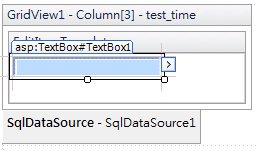 GridView1 - Column[3] - test_time
asp:TextBox#TextBox1
SqlDataSource - SqlDataSource1